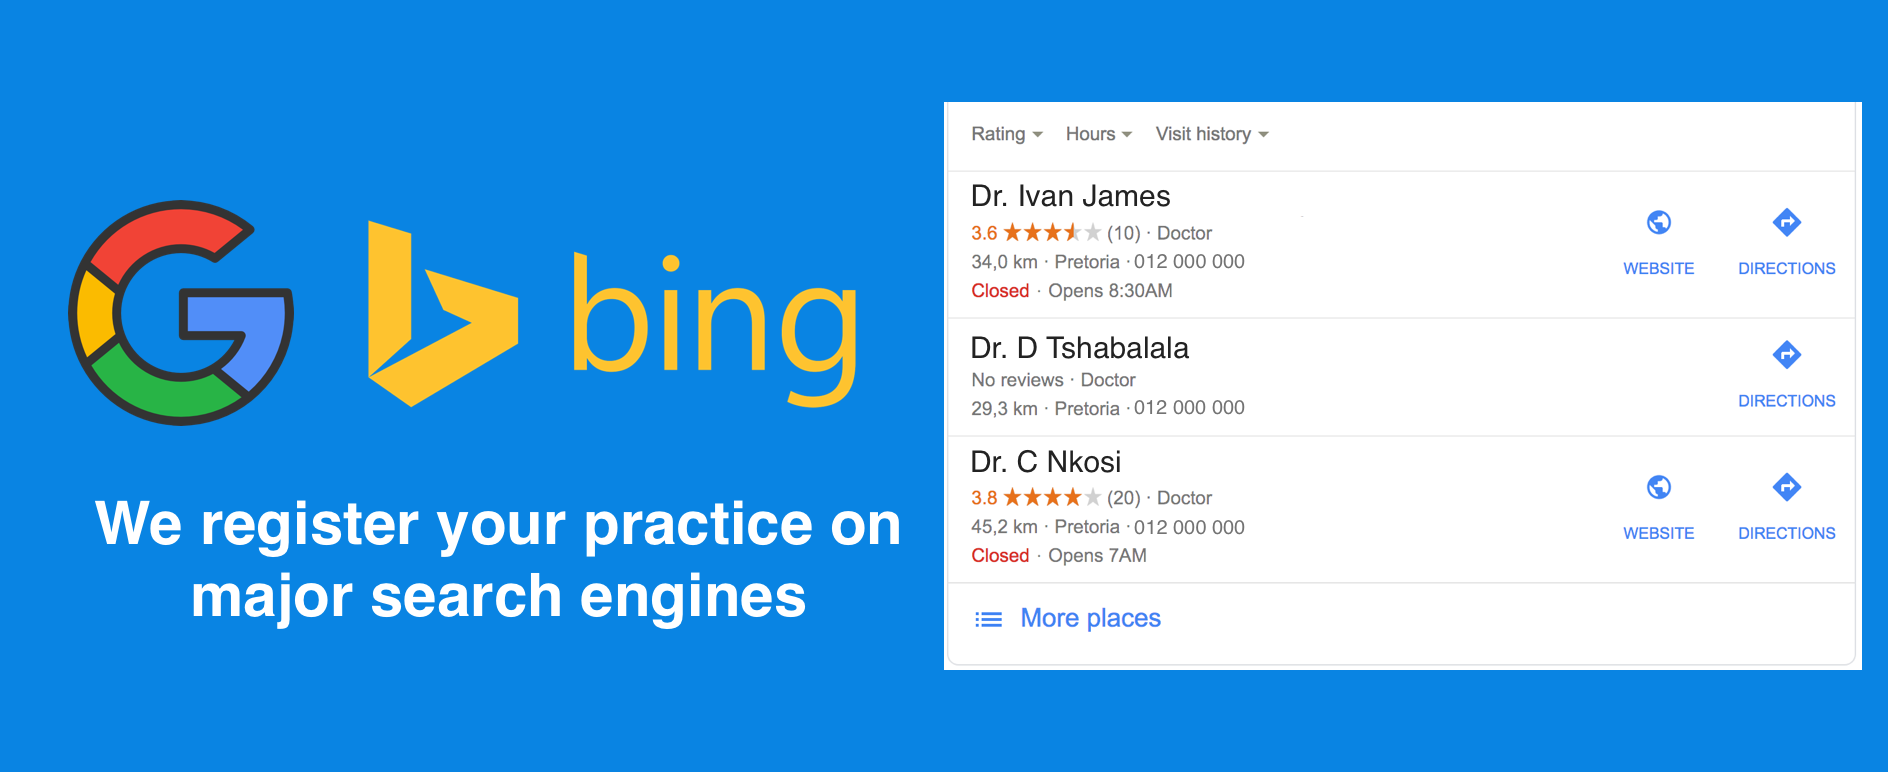 bing
We register your practice on
major search engines
Rating Hours Visit history
Dr. Ivan James
3.6 (10) · Doctor
34,0 km · Pretoria · 012 000 000
Closed · Opens 8:30AM
WEBSITE DIRECTIONS
Dr. D Tshabalala
No reviews · Doctor
29,3 km · Pretoria · 012 000 000
DIRECTIONS
Dr. C Nkosi
3.8 (20) · Doctor
45,2 km · Pretoria · 012 000 000
Closed · Opens 7AM
WEBSITE DIRECTIONS
More places